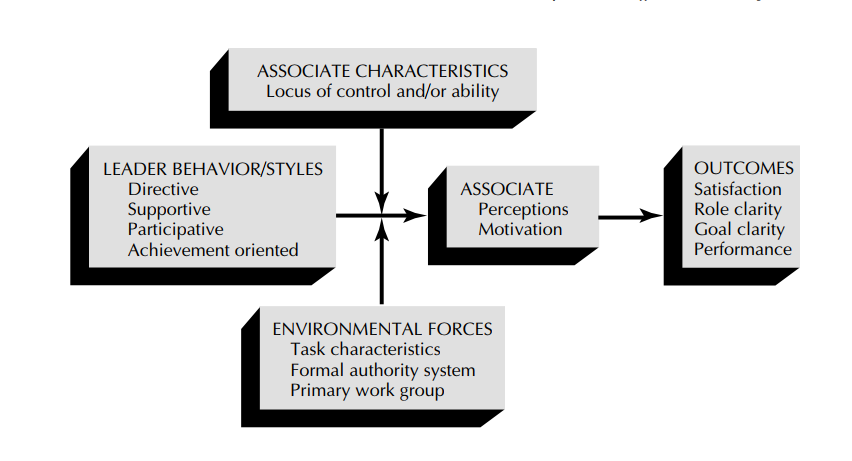 ASSOCIATE CHARACTERISTICS
Locus of control and/or ability
LEADER BEHAVIOR/STYLES
Directive
Supportive
Participative
Achievement oriented
ASSOCIATE
Perceptions
Motivation
OUTCOMES
Satisfaction
Role clarity
Goal clarity
Performance
ENVIRONMENTAL FORCES
Task characteristics
Formal authority system
Primary work group